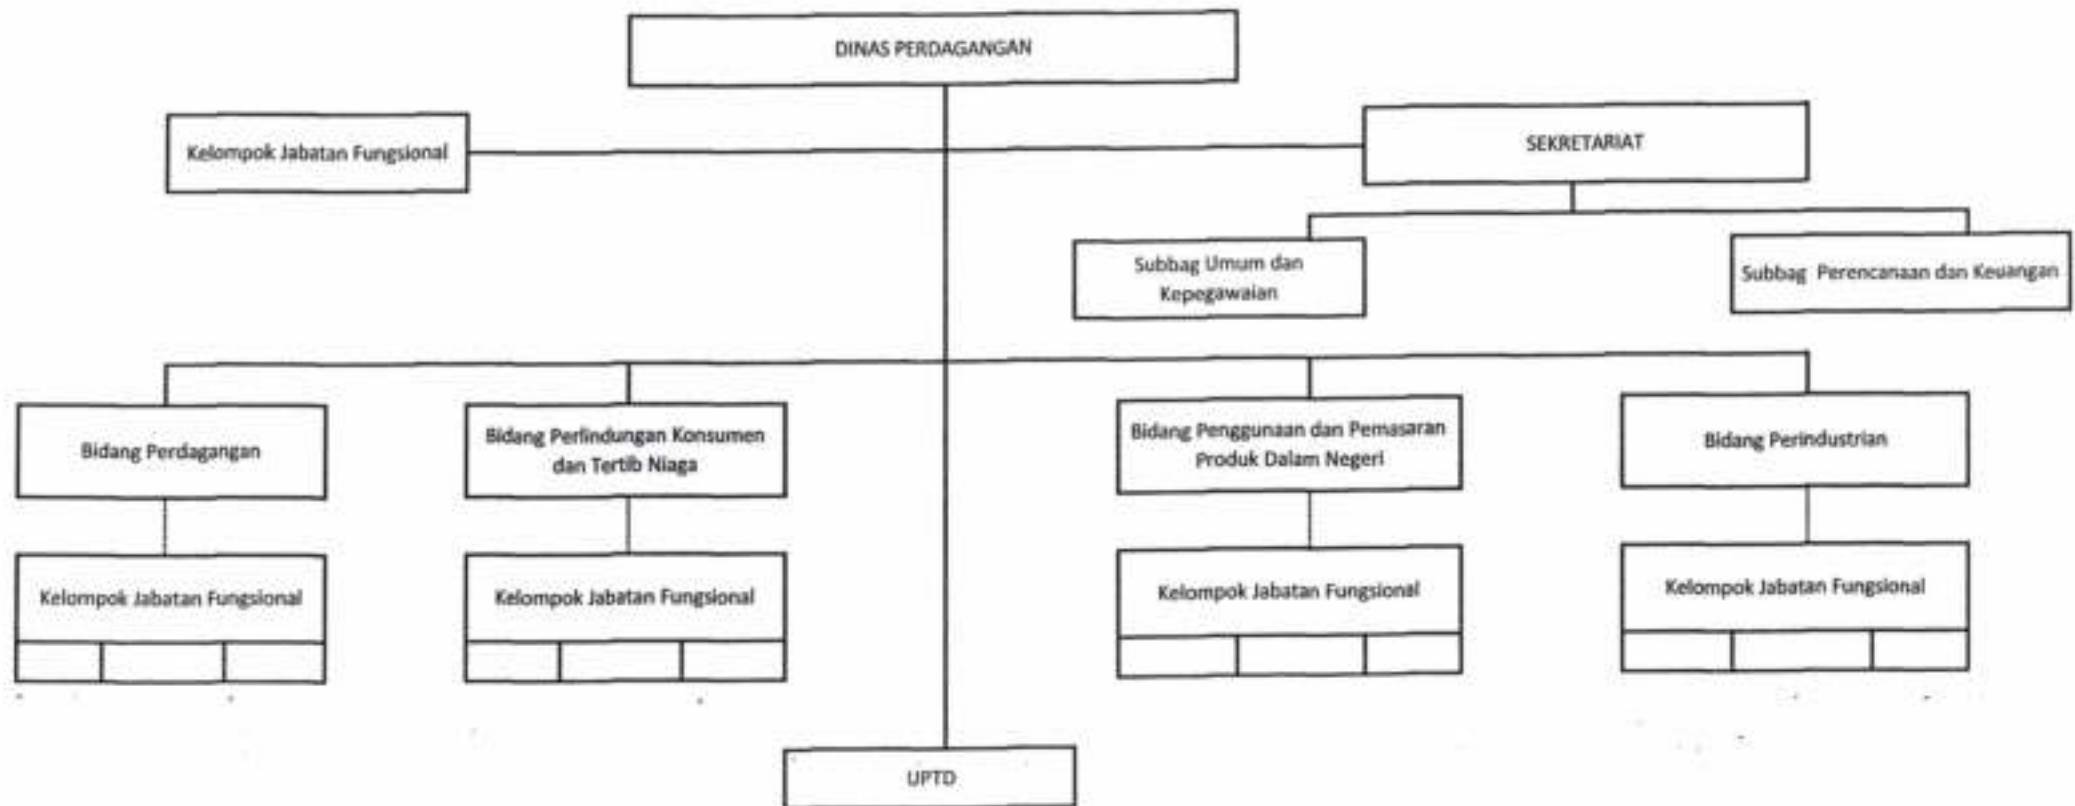 DINAS PERDAGANGAN
Kelompok Jabatan Fungsional
SEKRETARIAT
Subbag Umum dan
Kepegawaian
Subbag Perencanaan dan Keuangan
Bidang Perdagangan
Bidang Perlindungan Konsumen
dan Tertib Niaga
Bidang Penggunaan dan Pemasaran
Produk Dalam Negeri
Bidang Perindustrian
Kelompok Jabatan Fungsional
Kelompok Jabatan Fungsional
Kelompok Jabatan Fungsional
Kelompok Jabatan Fungsional
UPTD